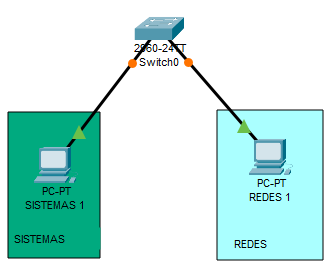 2960-24TT
Switch0
PC-PT
SISTEMAS 1
SISTEMAS
PC-PT
REDES 1
REDES